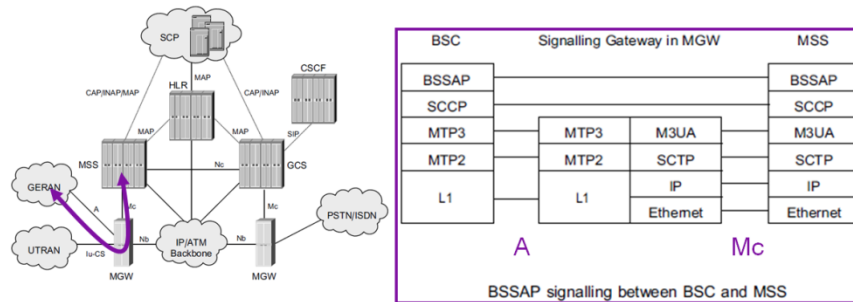 SCP
CSCF
HLR
MAP
CAP/INAP/MAP
CAP/INAP
MAP
MAP
SIP
MSS
Nc
GCS
GERAN
A
Mc
Mc
PSTN/ISDN
UTRAN
Nb
IP/ATM
Backbone
Nb
Iu-CS
MGW
MGW
BSC
Signalling Gateway in MGW
MSS
BSSAP
BSSAP
SCCP
SCCP
MTP3
MTP3
M3UA
M3UA
MTP2
MTP2
SCTP
SCTP
L1
L1
IP
IP
Ethernet
Ethernet
A
Mc
BSSAP signalling between BSC and MSS